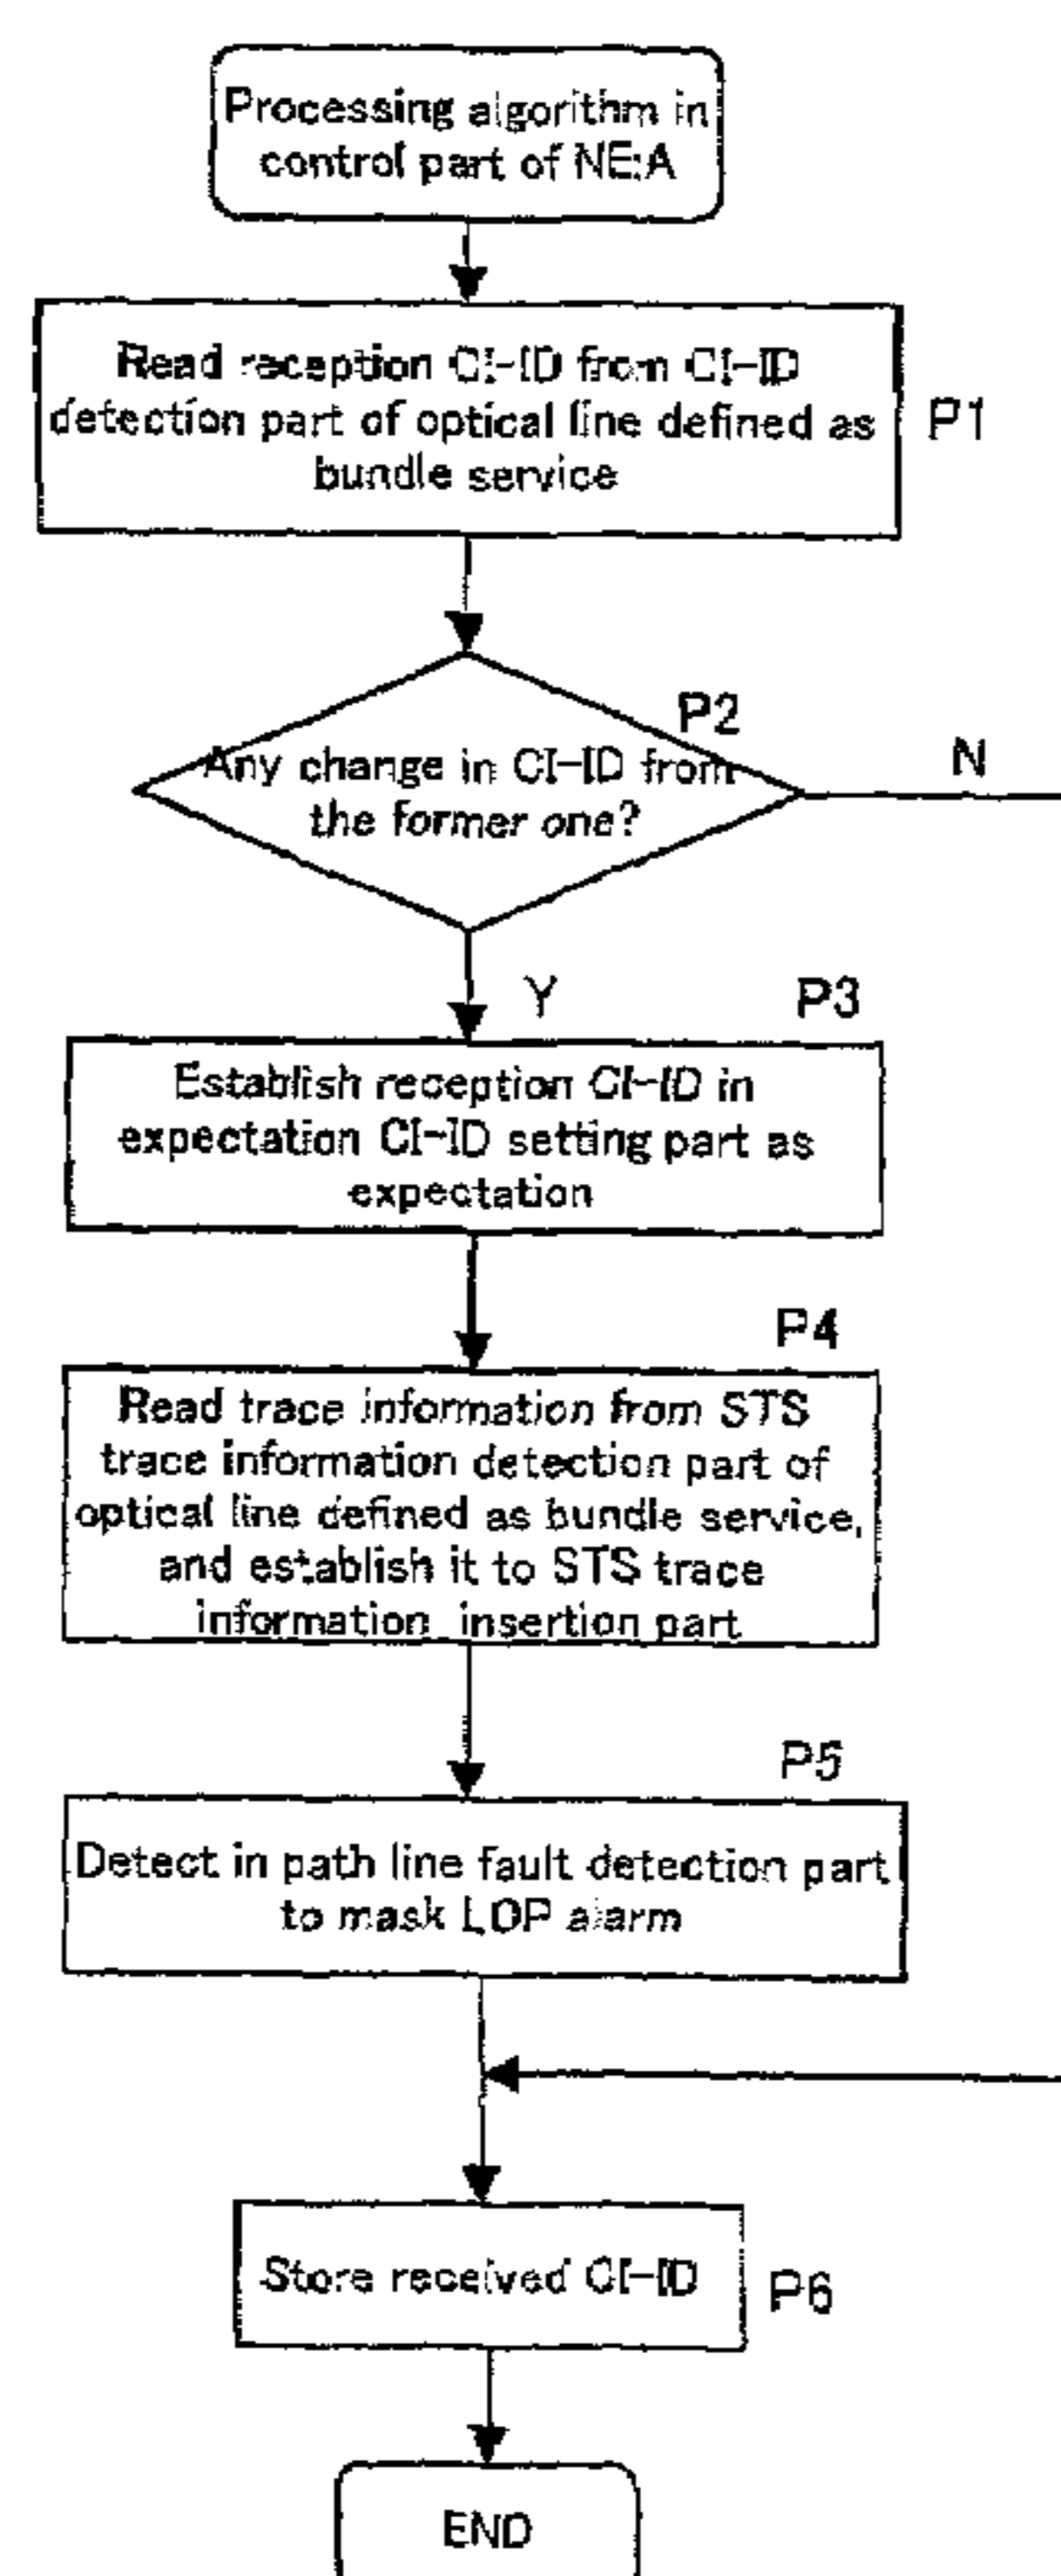 Processing algorithm in
control part of NE:A
Read reception CI-ID from CI-ID
detection part of optical line defined as
bundle service
P1
P2
Any change in CI-ID from
the former one?
N
Y
P3
Establish reception CI-ID in
expectation CI-ID setting part as
expectation
P4
Read trace information from STS
trace information detection part of
optical line defined as bundle service,
and establish it to STS trace
information insertion part
P5
Detect in path line fault detection part
to mask LOP alarm
Store received CI-ID
P6
END